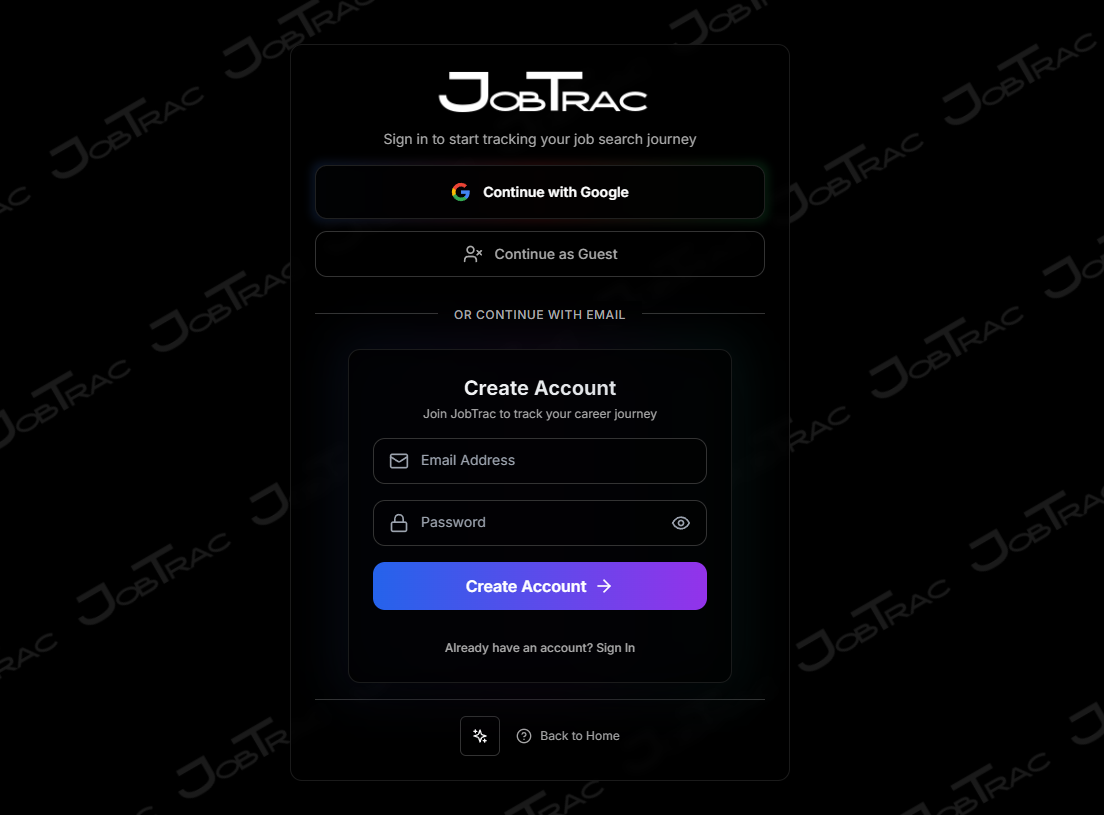 JobTrac
Sign in to start tracking your job search journey
Continue with Google
Continue as Guest
OR CONTINUE WITH EMAIL
Create Account
Join JobTrac to track your career journey
Email Address
Password
Create Account
Already have an account? Sign In
Back to Home